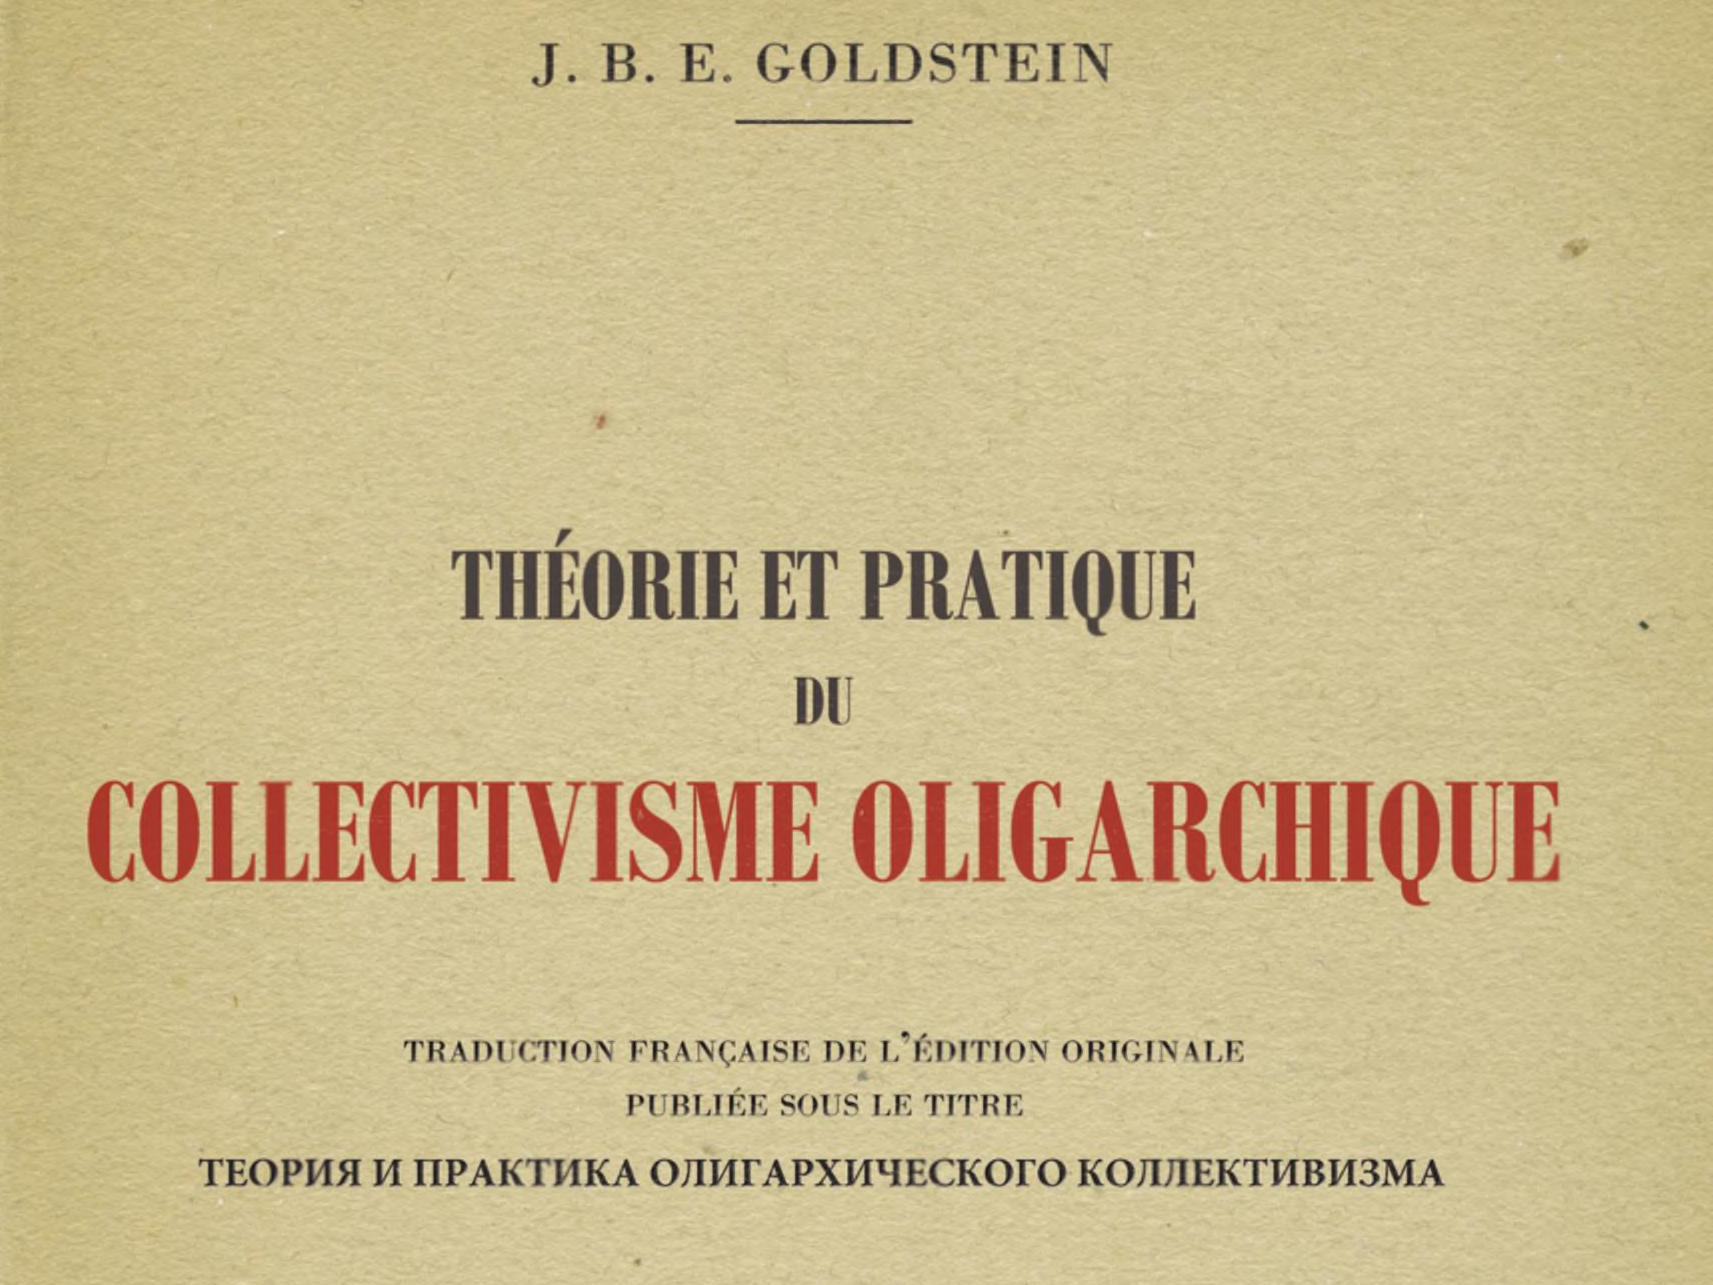 J. B. E. GOLDSTEIN
THÉORIE ET PRATIQUE
DU
COLLECTIVISME OLIGARCHIQUE
TRADUCTION FRANÇAISE DE L’ÉDITION ORIGINALE
PUBLIÉE SOUS LE TITRE
ТЕОРИЯ И ПРАКТИКА ОЛИГАРХИЧЕСКОГО КОЛЛЕКТИВИЗМА